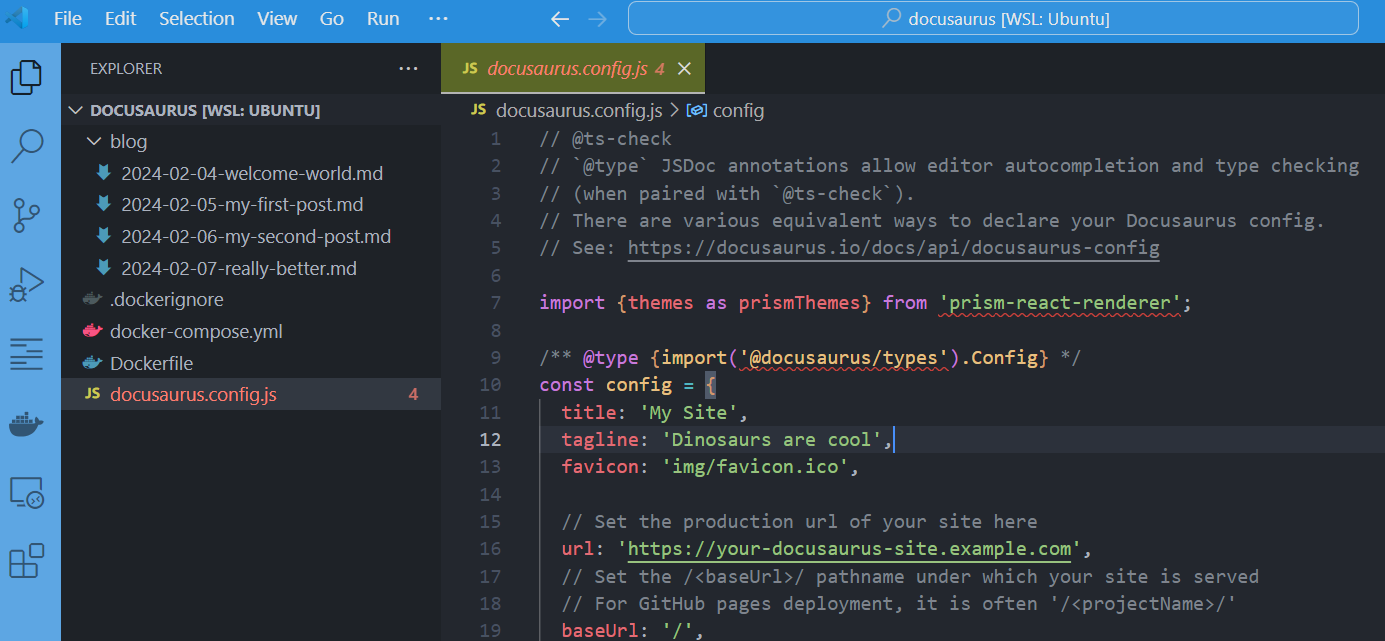 File Edit Selection View Go Run ··· docusaurus [WSL: Ubuntu]
EXPLORER ···
DOCUSAURUS [WSL: UBUNTU]
blog
2024-02-04-welcome-world.md
2024-02-05-my-first-post.md
2024-02-06-my-second-post.md
2024-02-07-really-better.md
.dockerignore
docker-compose.yml
Dockerfile
JS docusaurus.config.js 4
JS docusaurus.config.js 4
JS docusaurus.config.js > config
1 // @ts-check
2 // `@type` JSDoc annotations allow editor autocompletion and type checking
3 // (when paired with `@ts-check`).
4 // There are various equivalent ways to declare your Docusaurus config.
5 // See: https://docusaurus.io/docs/api/docusaurus-config
6
7 import {themes as prismThemes} from 'prism-react-renderer';
8
9 /** @type {import('@docusaurus/types').Config} */
10 const config = {
11 title: 'My Site',
12 tagline: 'Dinosaurs are cool',
13 favicon: 'img/favicon.ico',
14
15 // Set the production url of your site here
16 url: 'https://your-docusaurus-site.example.com',
17 // Set the /<baseUrl>/ pathname under which your site is served
18 // For GitHub pages deployment, it is often '/<projectName>/'
19 baseUrl: '/',